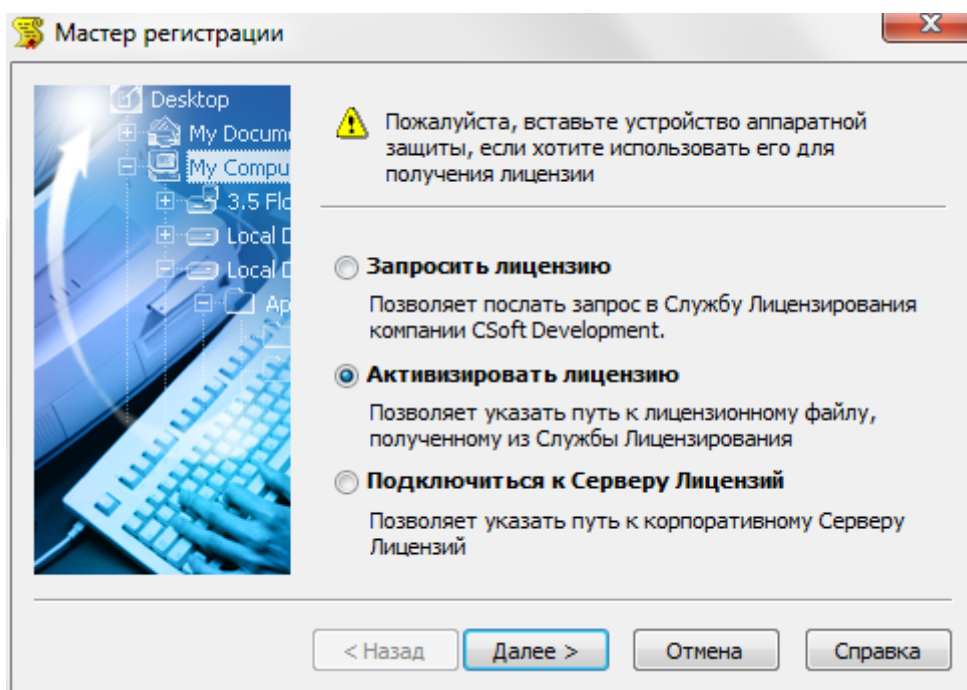 Мастер регистрации
Desktop
My Docum
My Compu
3.5 Flo
Local D
Local D
Ap
Пожалуйста, вставьте устройство аппаратной
защиты, если хотите использовать его для
получения лицензии
Запросить лицензию
Позволяет послать запрос в Службу Лицензирования
компании CSoft Development.
Активизировать лицензию
Позволяет указать путь к лицензионному файлу,
полученному из Службы Лицензирования
Подключиться к Серверу Лицензий
Позволяет указать путь к корпоративному Серверу
Лицензий
< Назад
Далее >
Отмена
Справка